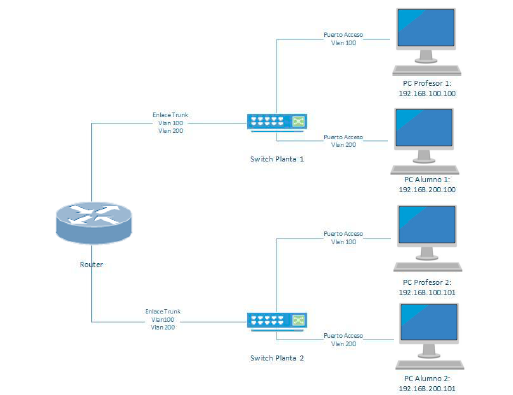 Puerto Acceso
Vlan 100
PC Profesor 1:
192.168.100.100
Enlace Trunk
Vlan 100
Vlan 200
Switch Planta 1
Puerto Acceso
Vlan 200
PC Alumno 1:
192.168.200.100
Router
Puerto Acceso
Vlan 100
PC Profesor 2:
192.168.100.101
Enlace Trunk
Vlan100
Vlan 200
Switch Planta 2
Puerto Acceso
Vlan 200
PC Alumno 2:
192.168.200.101